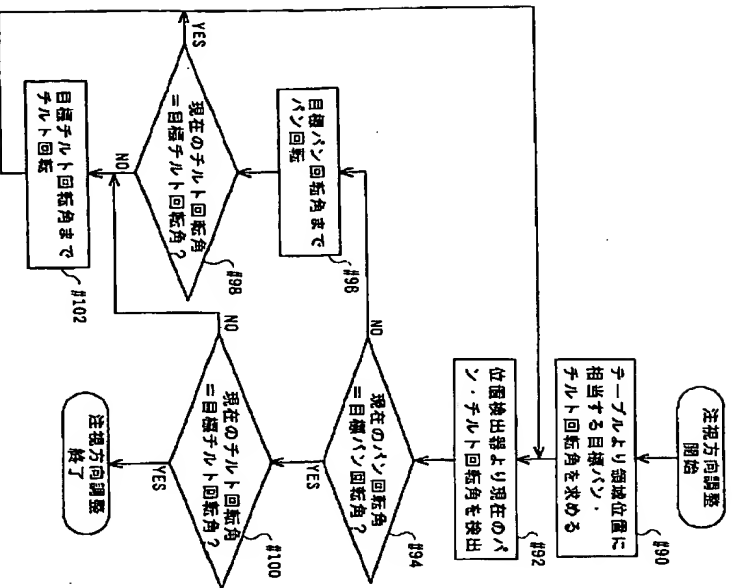 注視方向調整
開始
テーブルより領域位置に
相当する目標パン・
チルト回転角を求める
#90
位置検出器より現在のパ
ン・チルト回転角を検出
#92
現在のパン回転角
=目標パン回転角?
#94
NO
YES
目標パン回転角まで
パン回転
#96
現在のチルト回転角
=目標チルト回転角?
#98
YES
NO
目標チルト回転角まで
チルト回転
#102
現在のチルト回転角
=目標チルト回転角?
#100
NO
YES
注視方向調整
終了